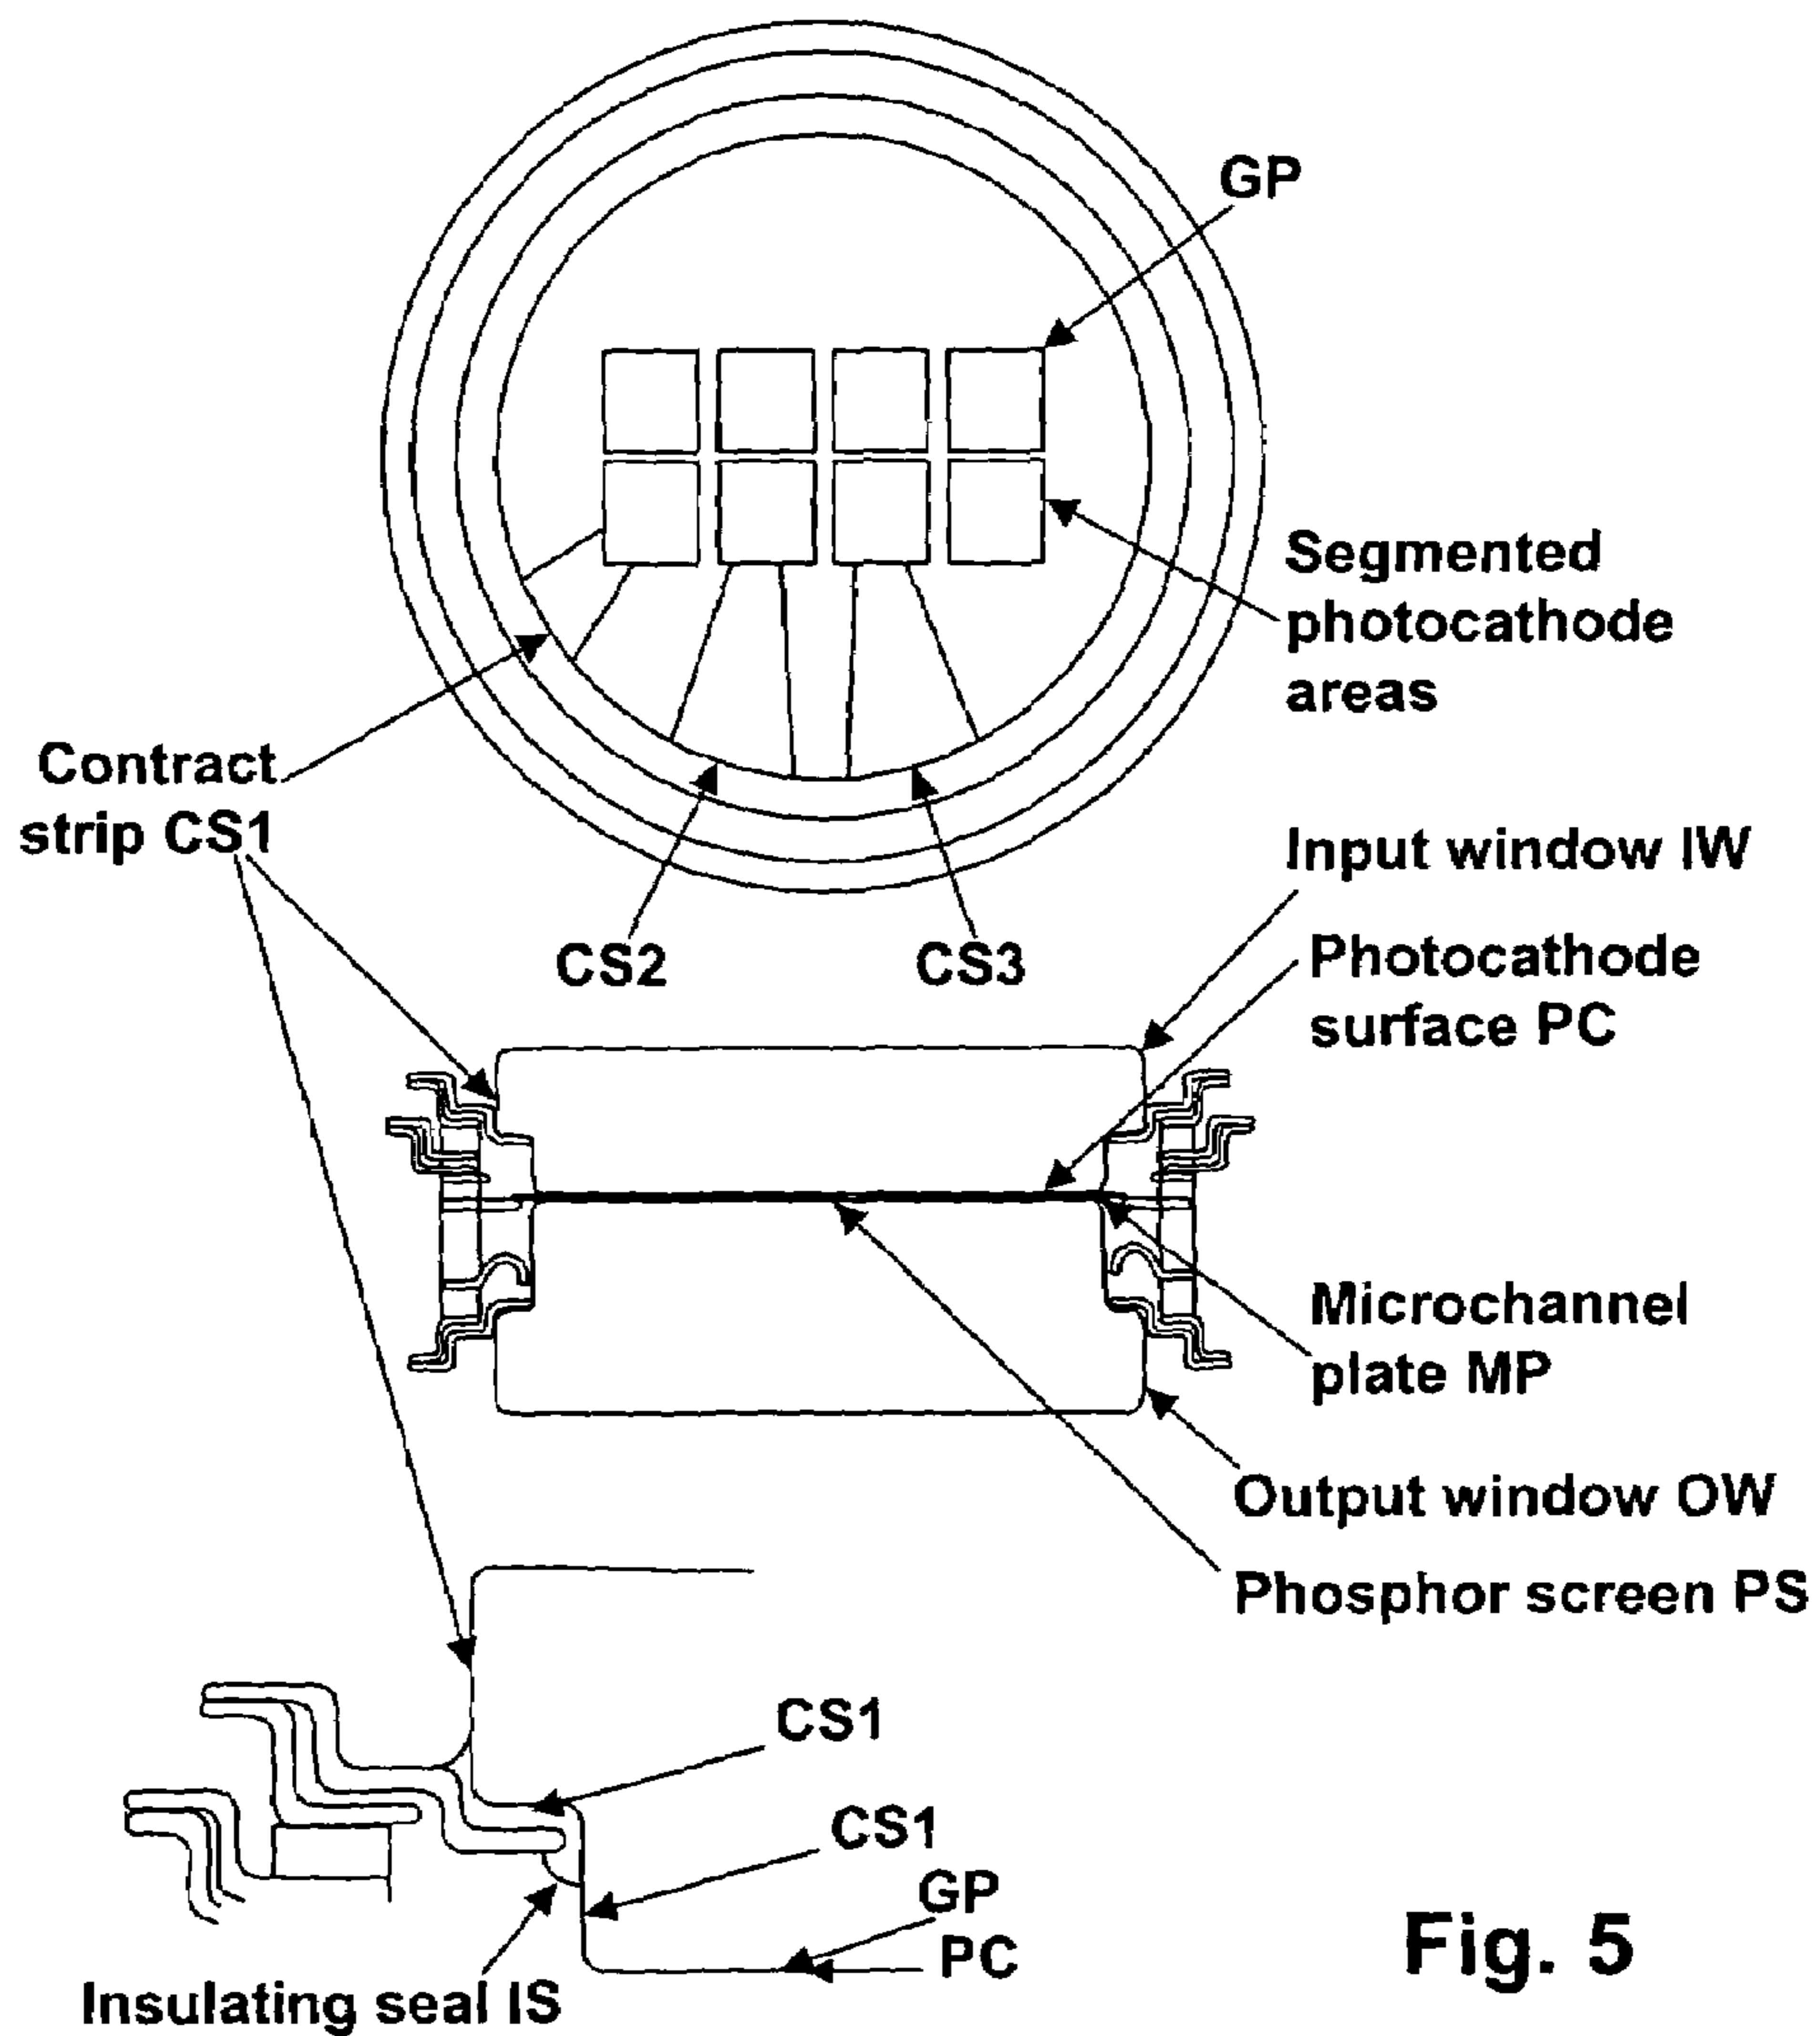 GP
Segmented
photocathode
areas
Contract
strip CS1
CS2
CS3
Input window IW
Photocathode
surface PC
Microchannel
plate MP
Output window OW
Phosphor screen PS
CS1
CS1
GP
PC
Insulating seal IS
Fig. 5